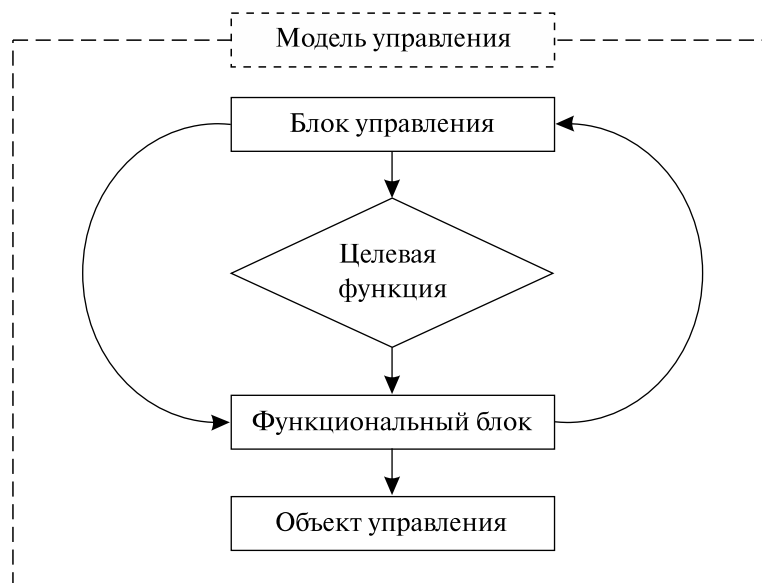 Модель управления
Блок управления
Целевая
функция
Функциональный блок
Объект управления